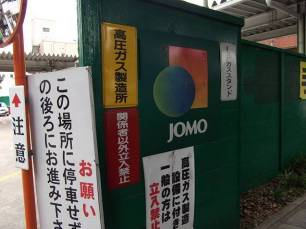 注意
お願い
この場所に停車せず
の後ろにお進み下さ
高圧ガス製造所
関係者以外立入禁止
JOMO
ガススタンド
高圧ガス製造
設備に付き
一般の方は
立入禁止